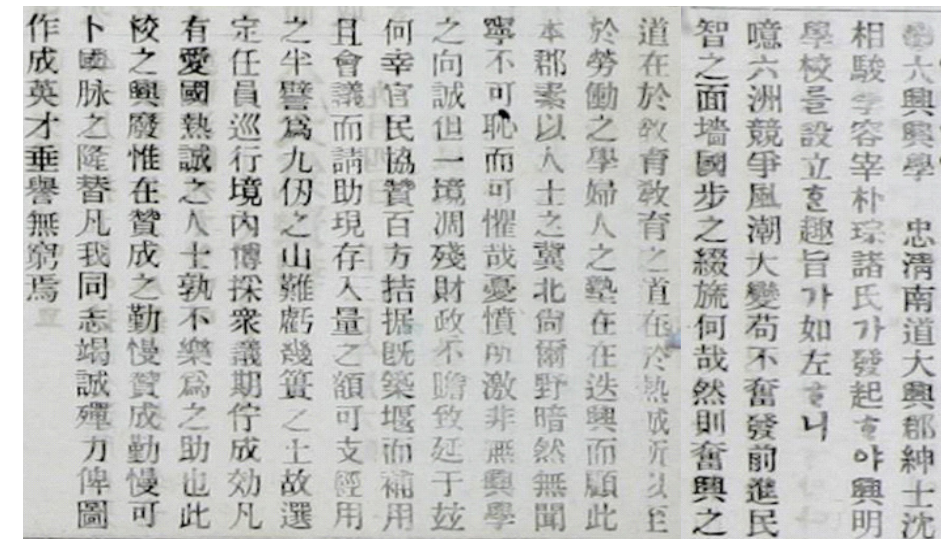 六興興學 忠淸南道大興郡紳士沈
相駿李容宰朴琮諸氏가發起ᄒᆞ야興明
學校를設立ᄒᆞᆫ趣旨가如左ᄒᆞ니
噫六洲競爭風潮大變苟不奮發前進民
智之面墻國步之綴旒何哉然則奮興之
道在於敎育敎育之道在於熱誠所以
於勞働之學婦人之塾在在迭興而顧此
本郡素以人士之冀北尙爾野暗然無聞
寧不可恥而可懼哉憂憤所激非無興學
之向誠但一境凋殘財政不贍致延于玆
何幸官民協贊百方拮据旣築堰而補用
且會議而請助現存入量之額可支經用
之半譬爲九仞之山難虧幾簣之土故選
定任員巡行境內博採衆議期佇成効凡
有愛國熱誠之人士孰不樂爲之助也此
校之興廢惟在贊成之勤慢贊成勤慢可
卜國脉之隆替凡我同志竭誠殫力俾圖
作成英才垂譽無窮焉